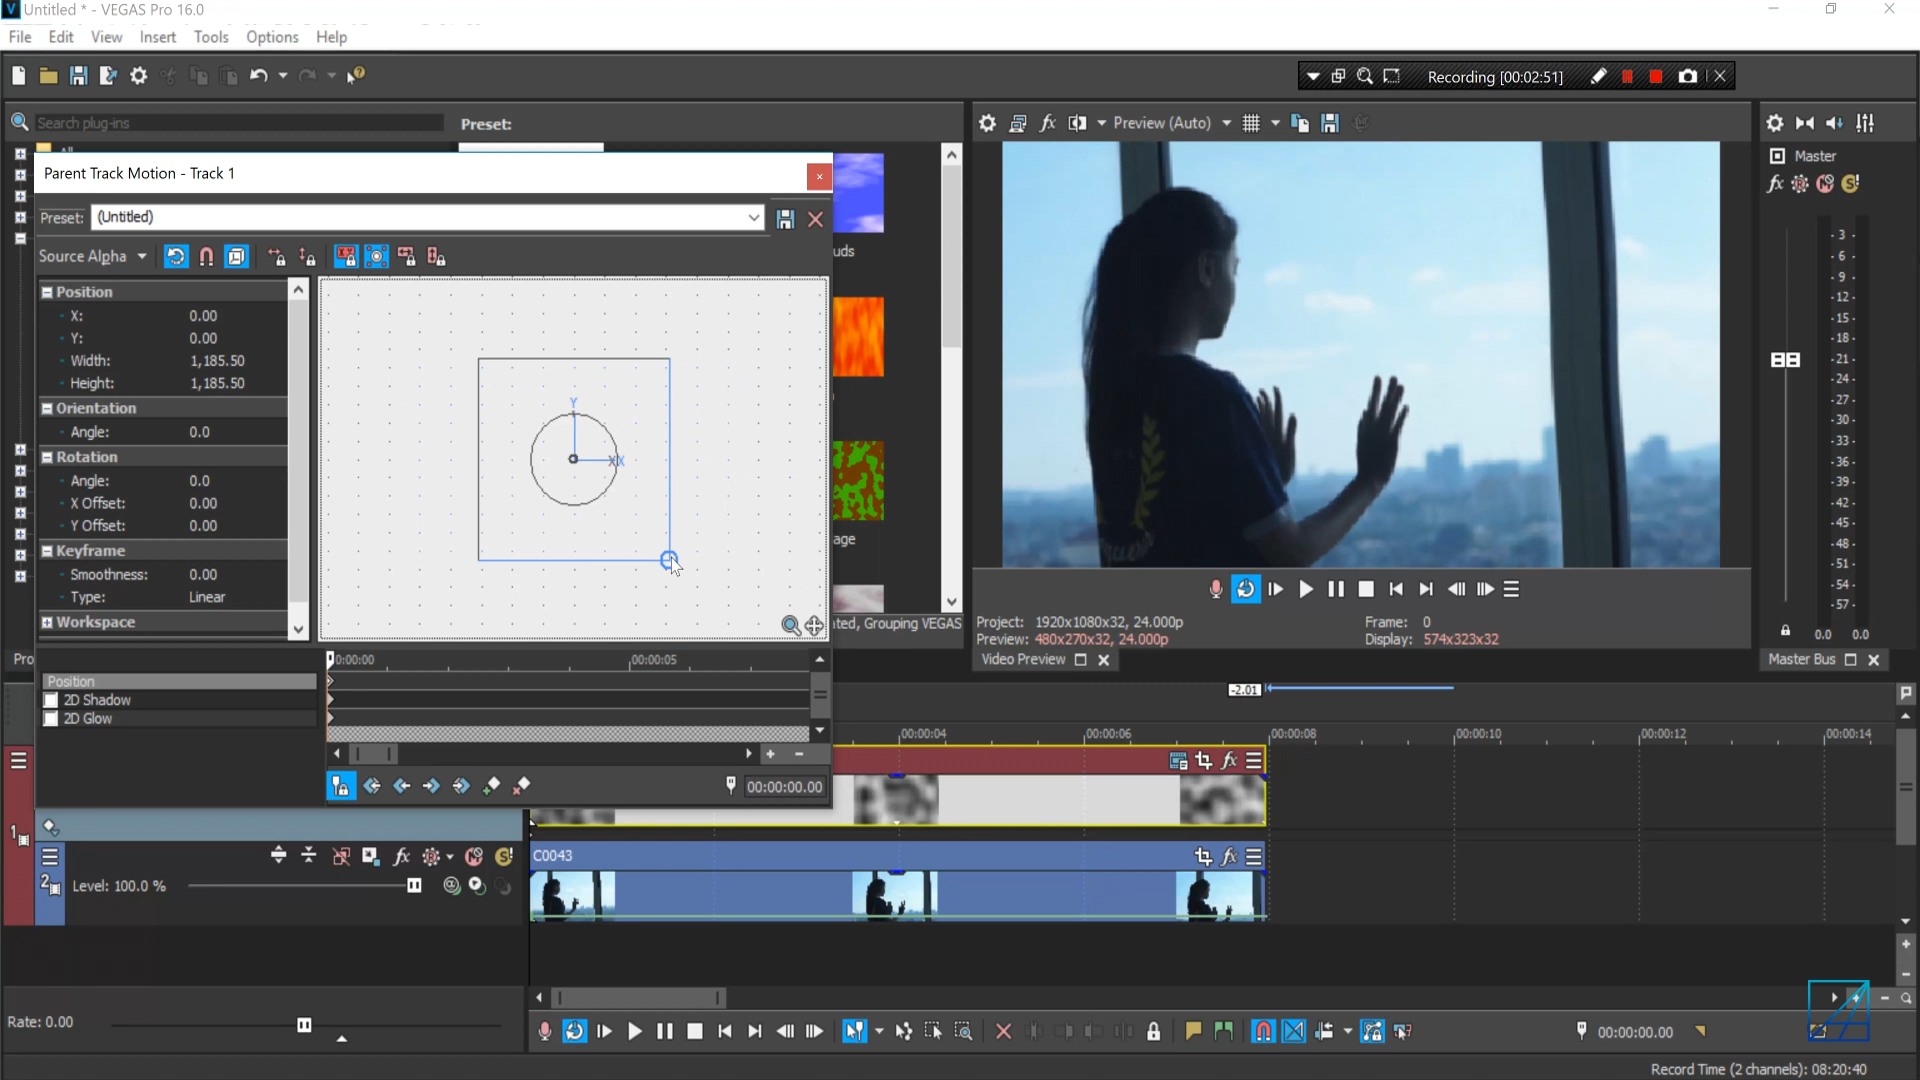 Untitled * - VEGAS Pro 16.0
File Edit View Insert Tools Options Help
Recording [00:02:51]
Search plug-ins
Preset:
Preview (Auto)
Master
Parent Track Motion - Track 1
Preset: (Untitled)
Source Alpha
Position
X: 0.00
Y: 0.00
Width: 1,185.50
Height: 1,185.50
Orientation
Angle: 0.0
Rotation
Angle: 0.0
X Offset: 0.00
Y Offset: 0.00
Keyframe
Smoothness: 0.00
Type: Linear
Workspace
Y
X X
uds
age
ted, Grouping VEGAS
-3-
-6-
-9-
-12-
-15-
-18-
-21-
-24-
-27-
-30-
-33-
-36-
-39-
-42-
-45-
-48-
-51-
-54-
-57-
0.0 0.0
Project: 1920x1080x32, 24.000p
Preview: 480x270x32, 24.000p
Frame: 0
Display: 574x323x32
Video Preview
Master Bus
Pro
0:00:00 00:00:05
Position
2D Shadow
2D Glow
00:00:00.00
-2.01
00:00:04 00:00:06 00:00:08 00:00:10 00:00:12 00:00:14
1
C0043
2 Level: 100.0 %
Rate: 0.00
00:00:00.00
Record Time (2 channels): 08:20:40